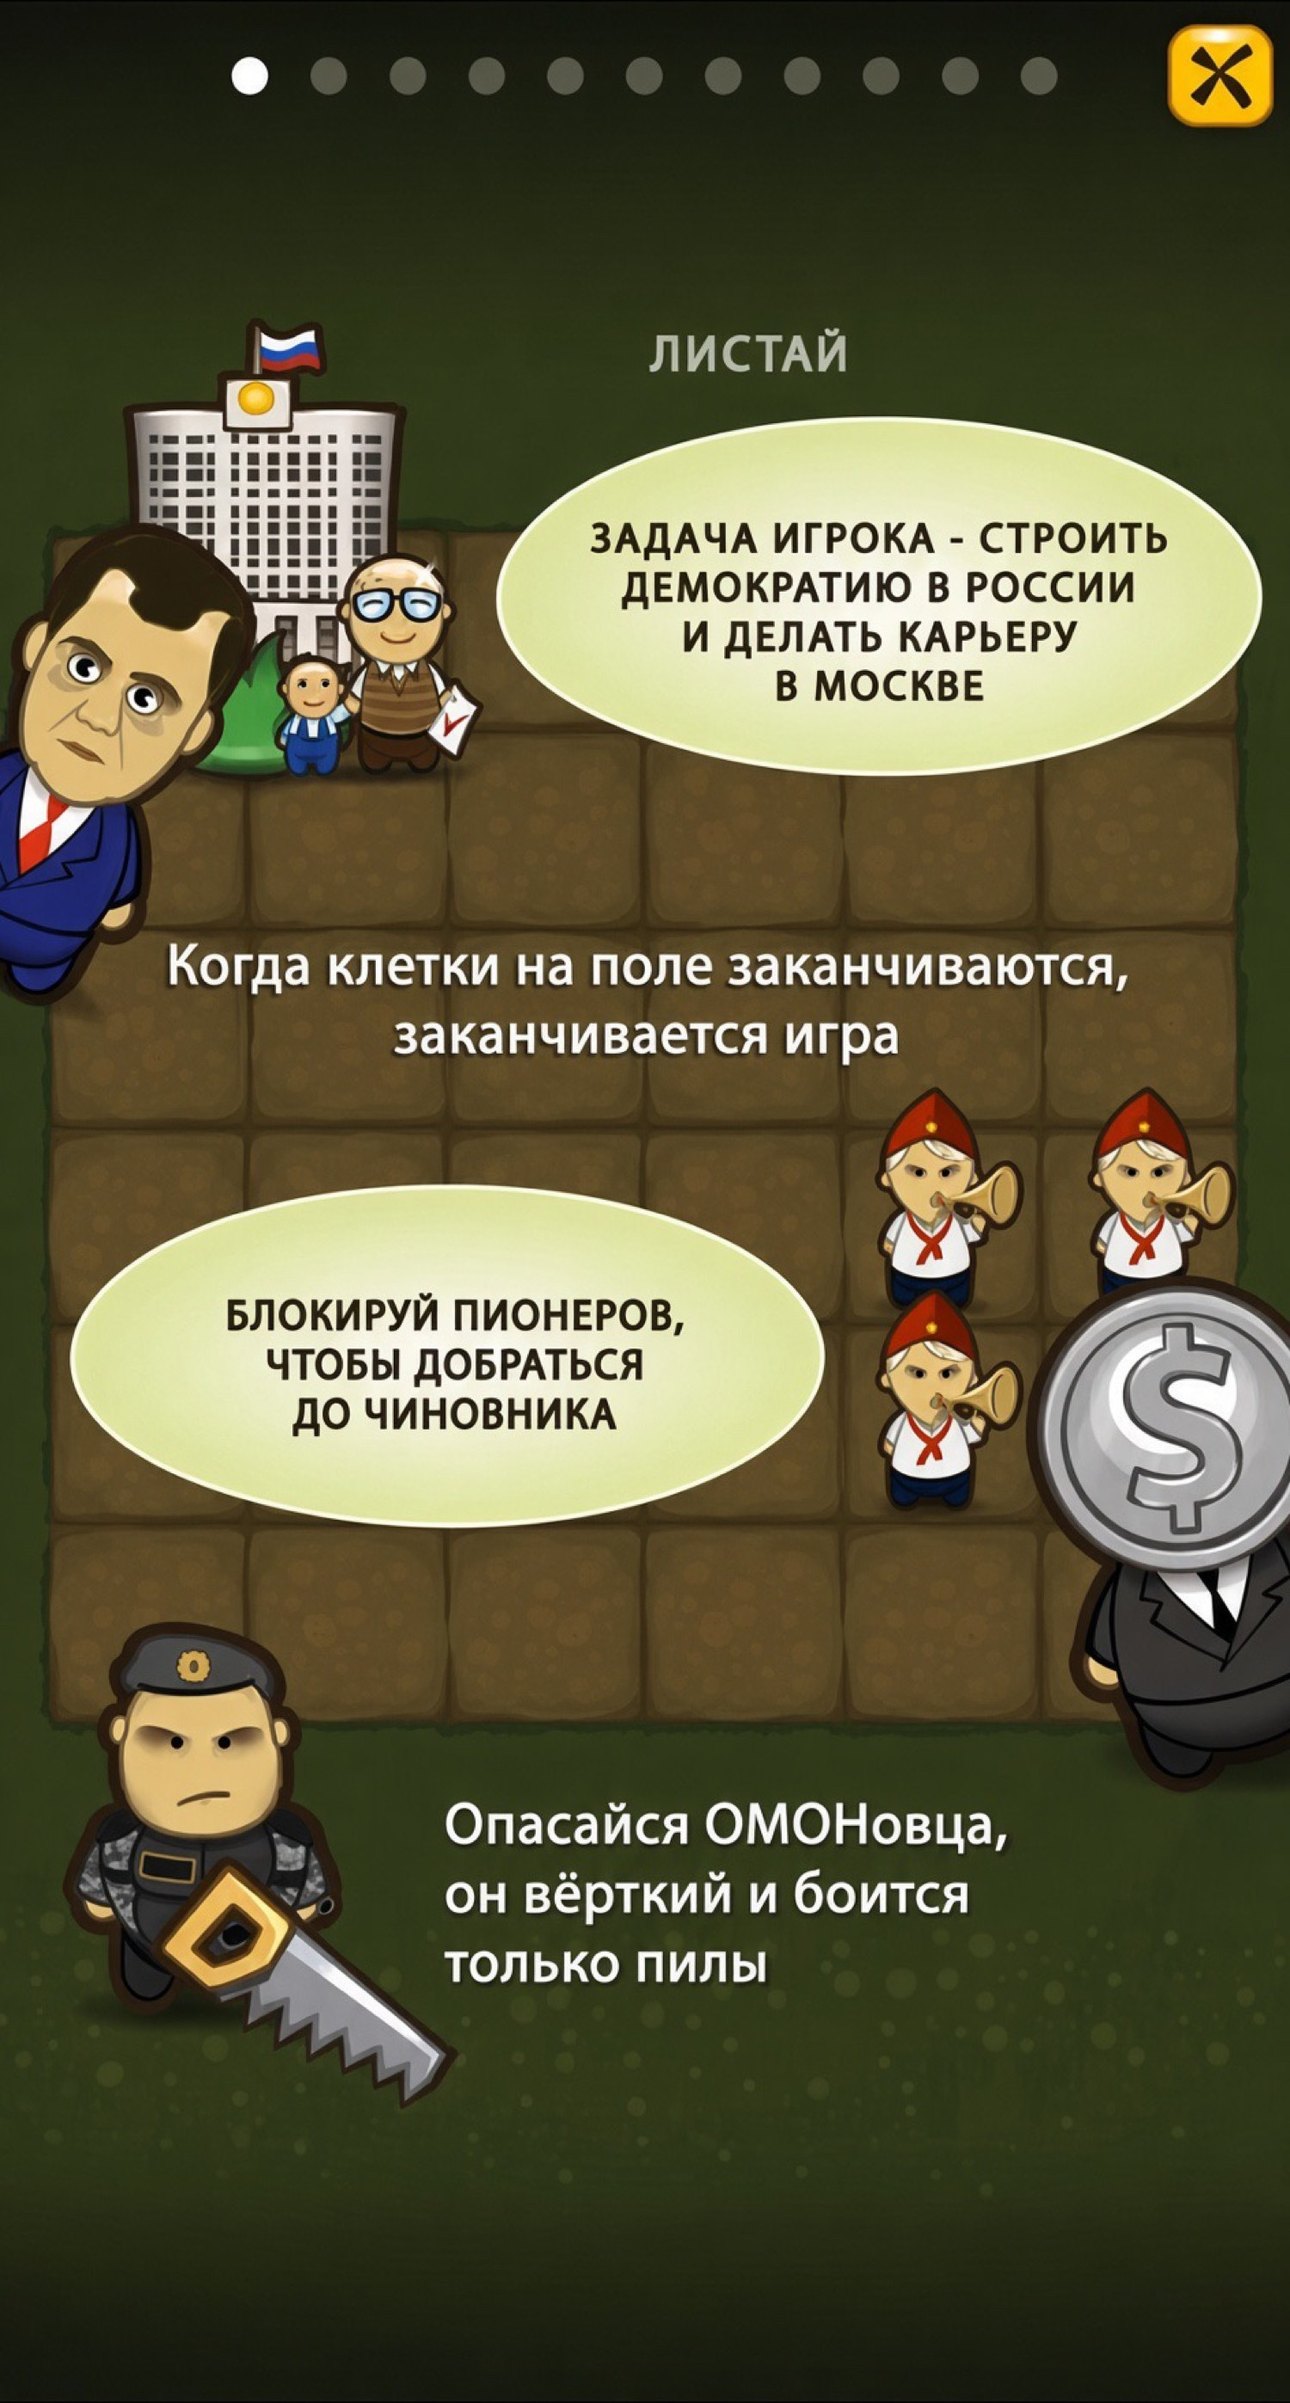 ЛИСТАЙ
ЗАДАЧА ИГРОКА - СТРОИТЬ
ДЕМОКРАТИЮ В РОССИИ
И ДЕЛАТЬ КАРЬЕРУ
В МОСКВЕ
Когда клетки на поле заканчиваются,
заканчивается игра
БЛОКИРУЙ ПИОНЕРОВ,
ЧТОБЫ ДОБРАТЬСЯ
ДО ЧИНОВНИКА
$
Опасайся ОМОНовца,
он вёрткий и боится
только пилы